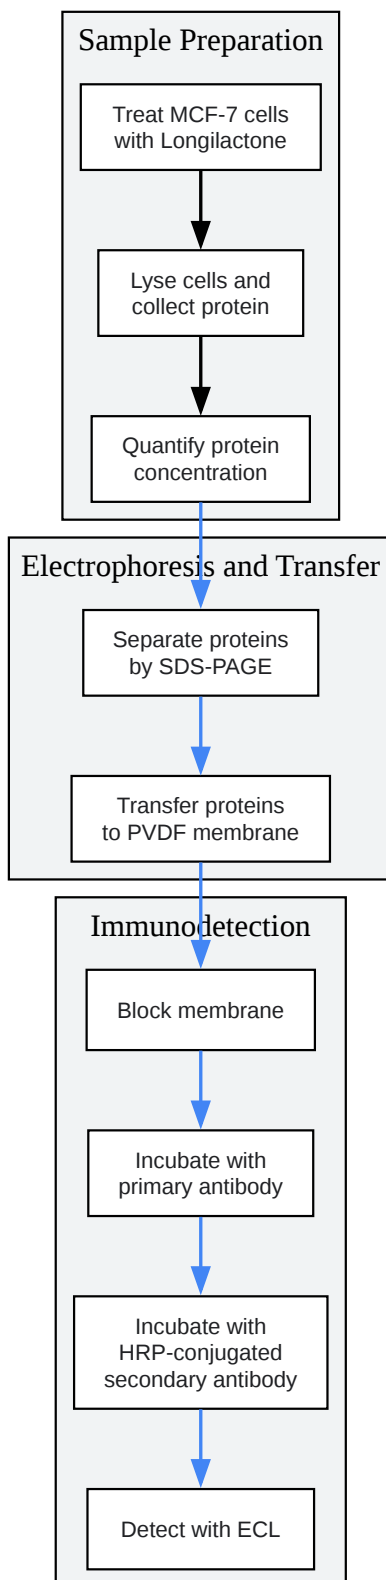 Sample Preparation
Treat MCF-7 cells
with Longilactone
Lyse cells and
collect protein
Quantify protein
concentration
Electrophoresis and Transfer
Separate proteins
by SDS-PAGE
Transfer proteins
to PVDF membrane
Immunodetection
Block membrane
Incubate with
primary antibody
Incubate with
HRP-conjugated
secondary antibody
Detect with ECL